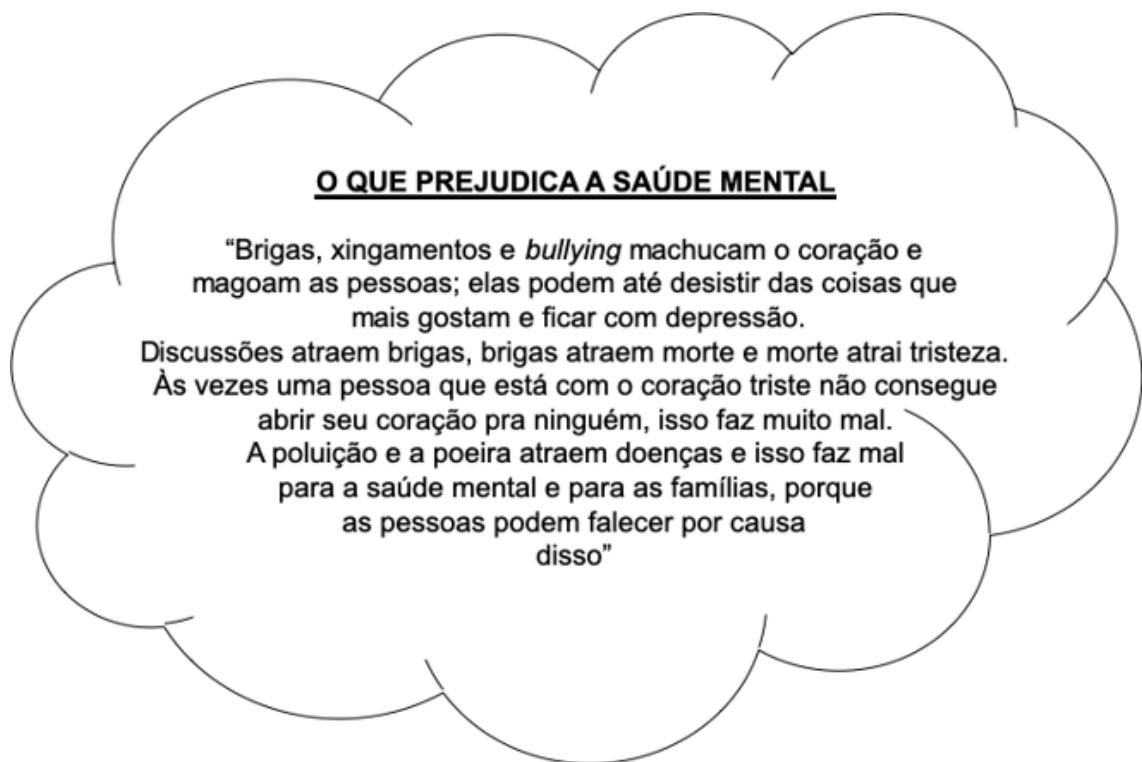 O QUE PREJUDICA A SAÚDE MENTAL
“Brigas, xingamentos e bullying machucam o coração e
magoam as pessoas; elas podem até desistir das coisas que
mais gostam e ficar com depressão.
Discussões atraem brigas, brigas atraem morte e morte atrai tristeza.
Às vezes uma pessoa que está com o coração triste não consegue
abrir seu coração pra ninguém, isso faz muito mal.
A poluição e a poeira atraem doenças e isso faz mal
para a saúde mental e para as famílias, porque
as pessoas podem falecer por causa
disso”